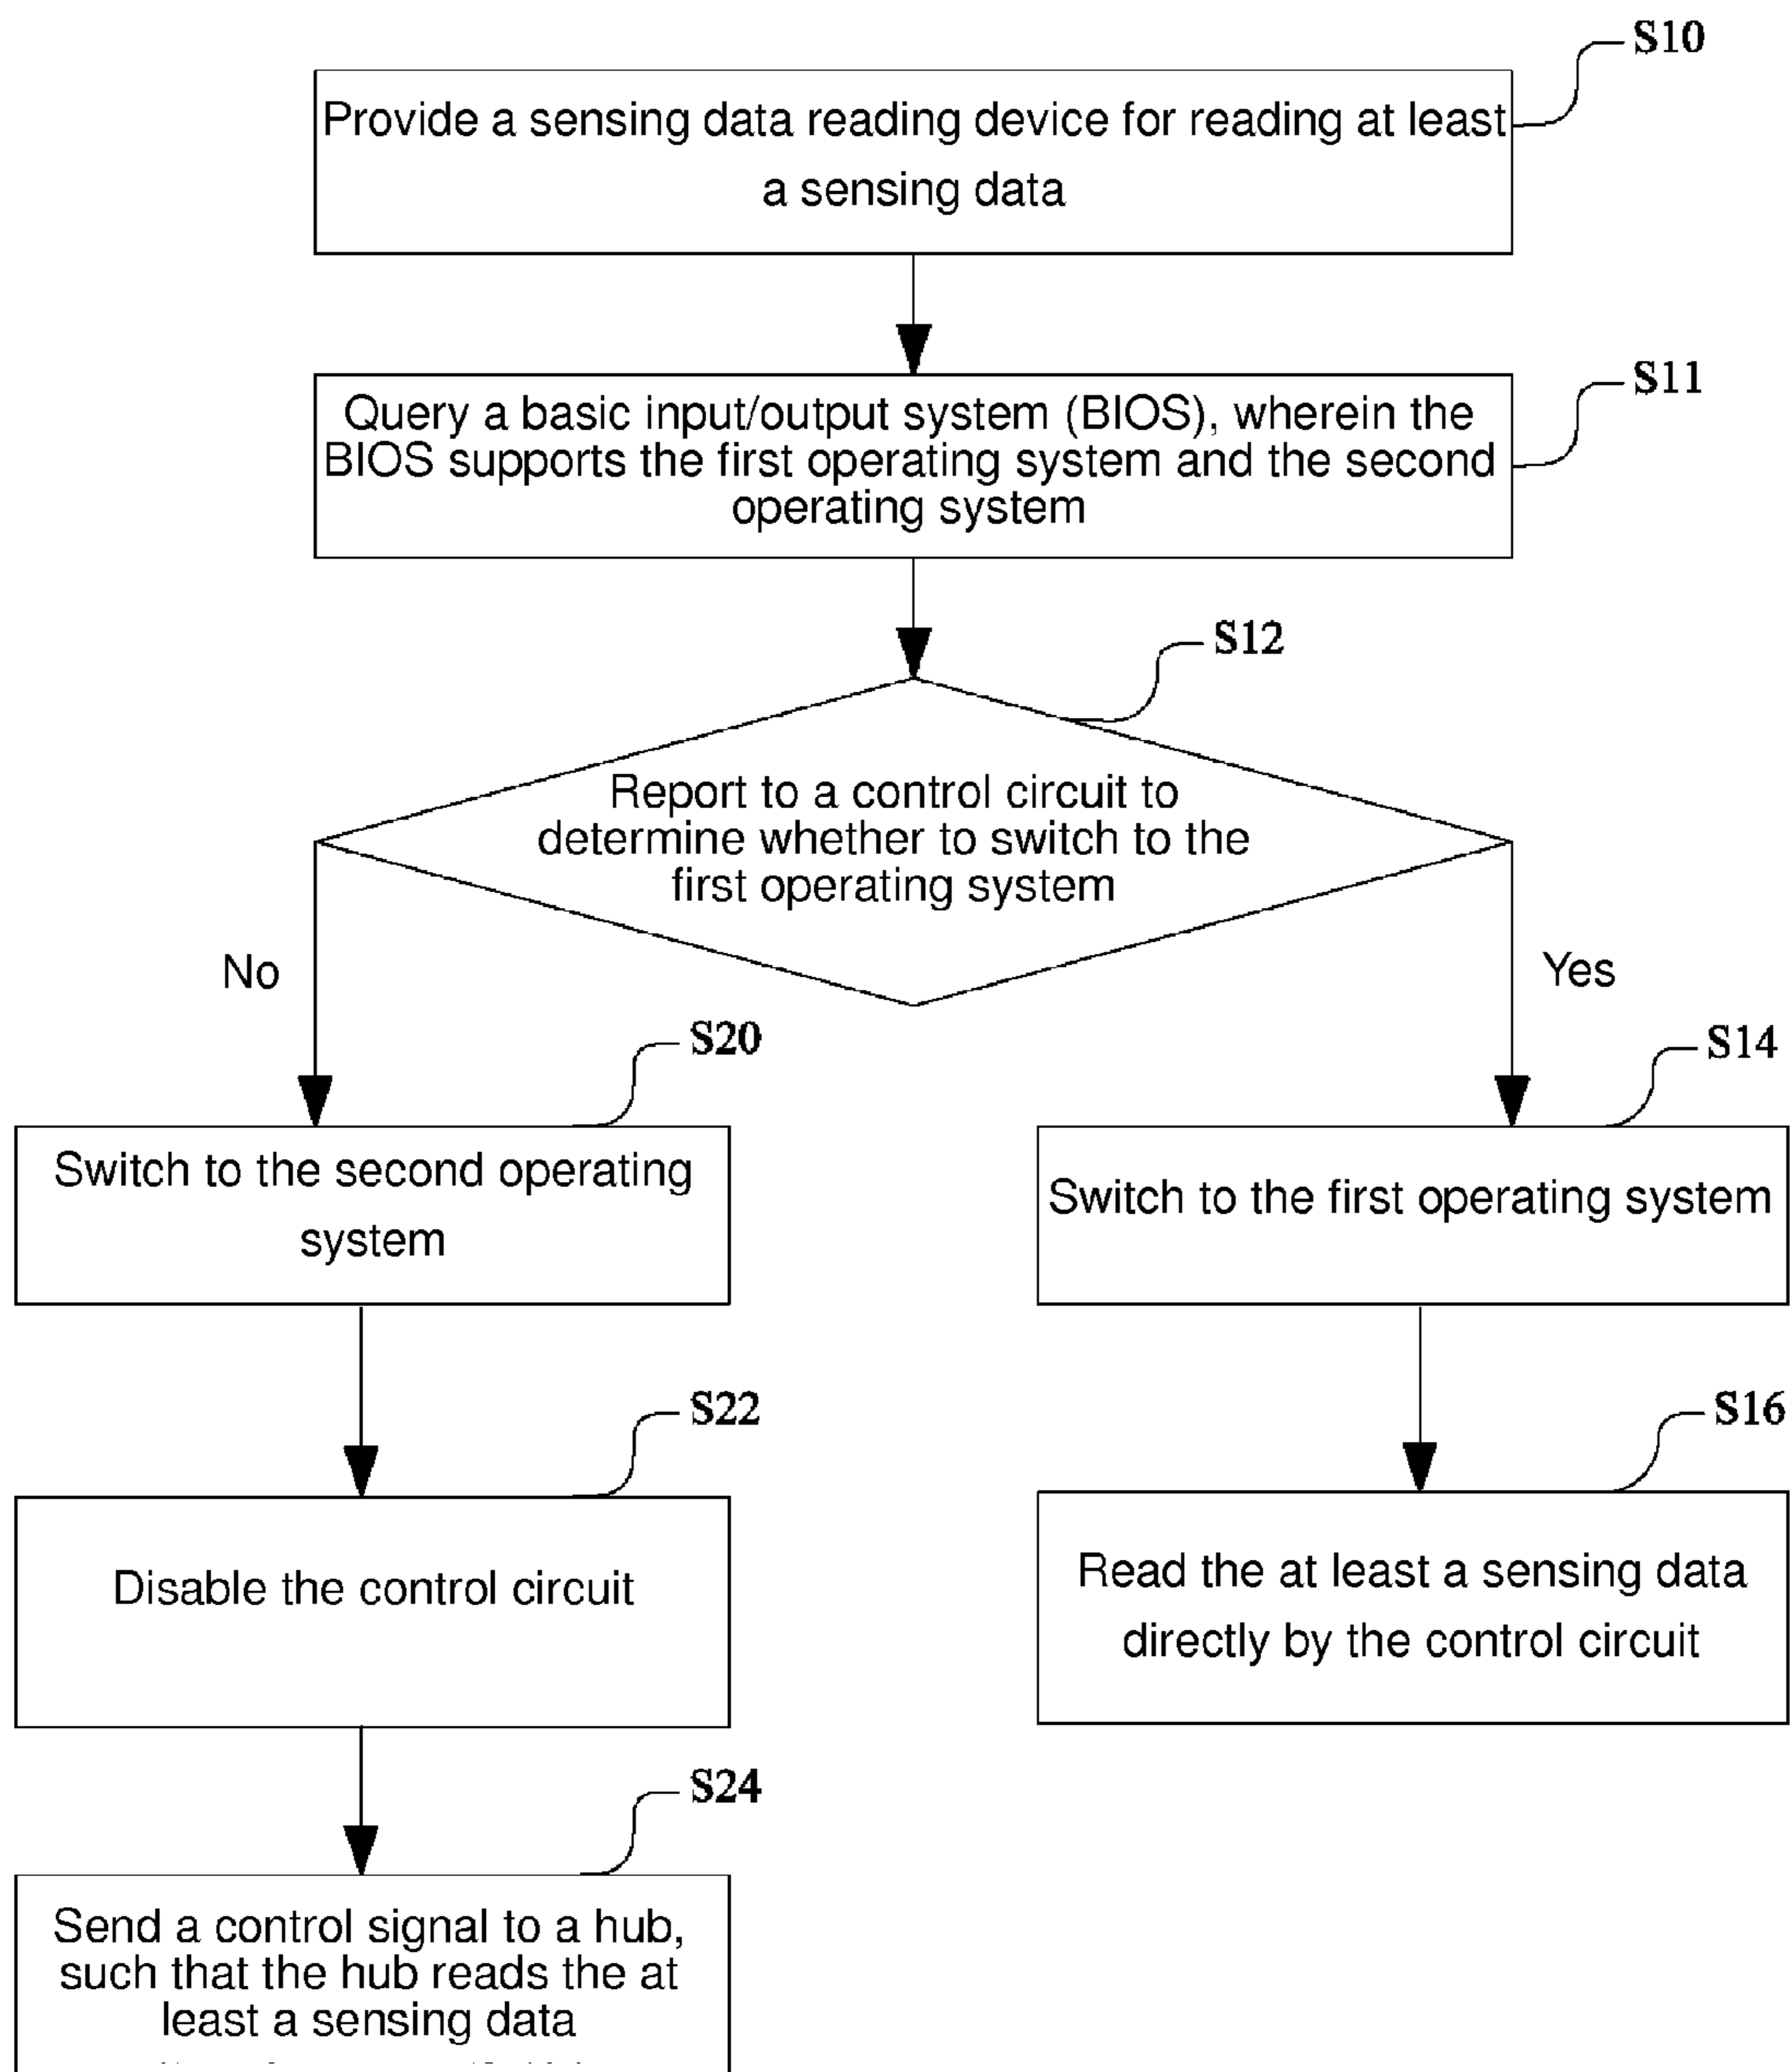 S10
Provide a sensing data reading device for reading at least
a sensing data
S11
Query a basic input/output system (BIOS), wherein the
BIOS supports the first operating system and the second
operating system
S12
Report to a control circuit to
determine whether to switch to the
first operating system
No
Yes
S20
S14
Switch to the second operating
system
Switch to the first operating system
S22
S16
Disable the control circuit
Read the at least a sensing data
directly by the control circuit
S24
Send a control signal to a hub,
such that the hub reads the at
least a sensing data